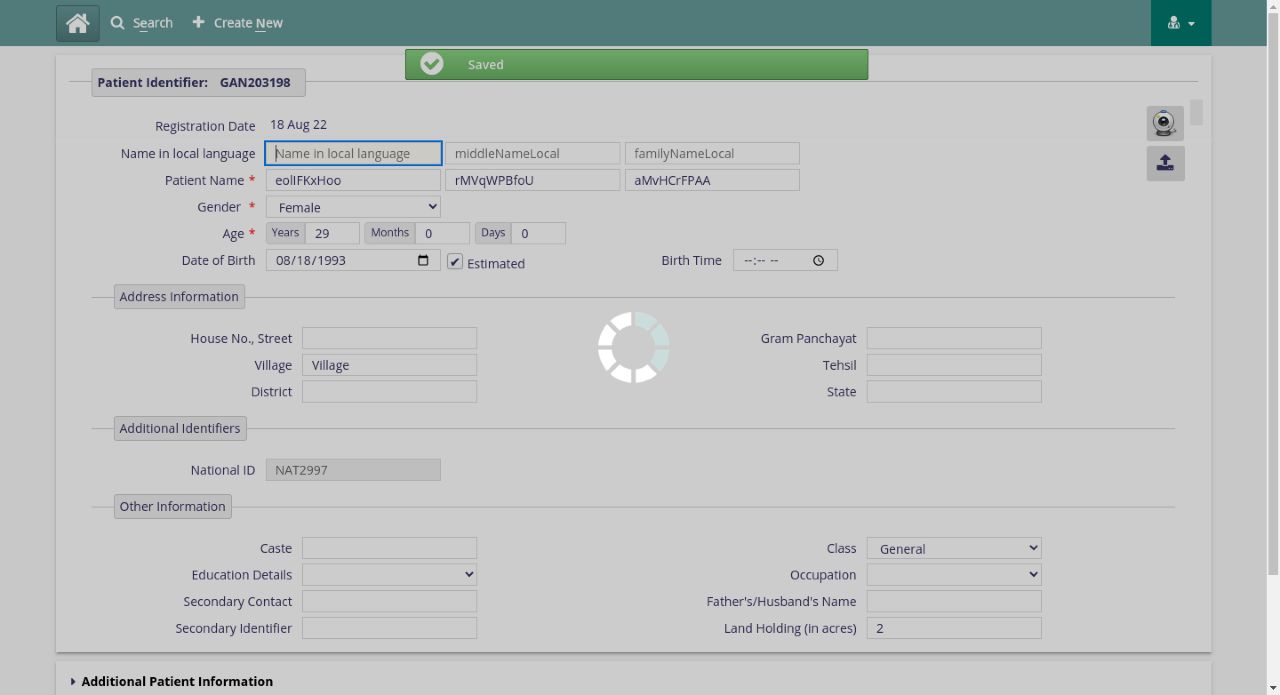 Search Create New
Saved
Patient Identifier: GAN203198
Registration Date 18 Aug 22
Name in local language Name in local language middleNameLocal familyNameLocal
Patient Name * eolIFKxHoo rMVqWPBfoU aMvHCrFPAA
Gender * Female
Age * Years 29 Months 0 Days 0
Date of Birth 08/18/1993 Estimated Birth Time --:-- --
Address Information
House No., Street Gram Panchayat
Village Village Tehsil
District State
Additional Identifiers
National ID NAT2997
Other Information
Caste Class General
Education Details Occupation
Secondary Contact Father's/Husband's Name
Secondary Identifier Land Holding (in acres) 2
Additional Patient Information